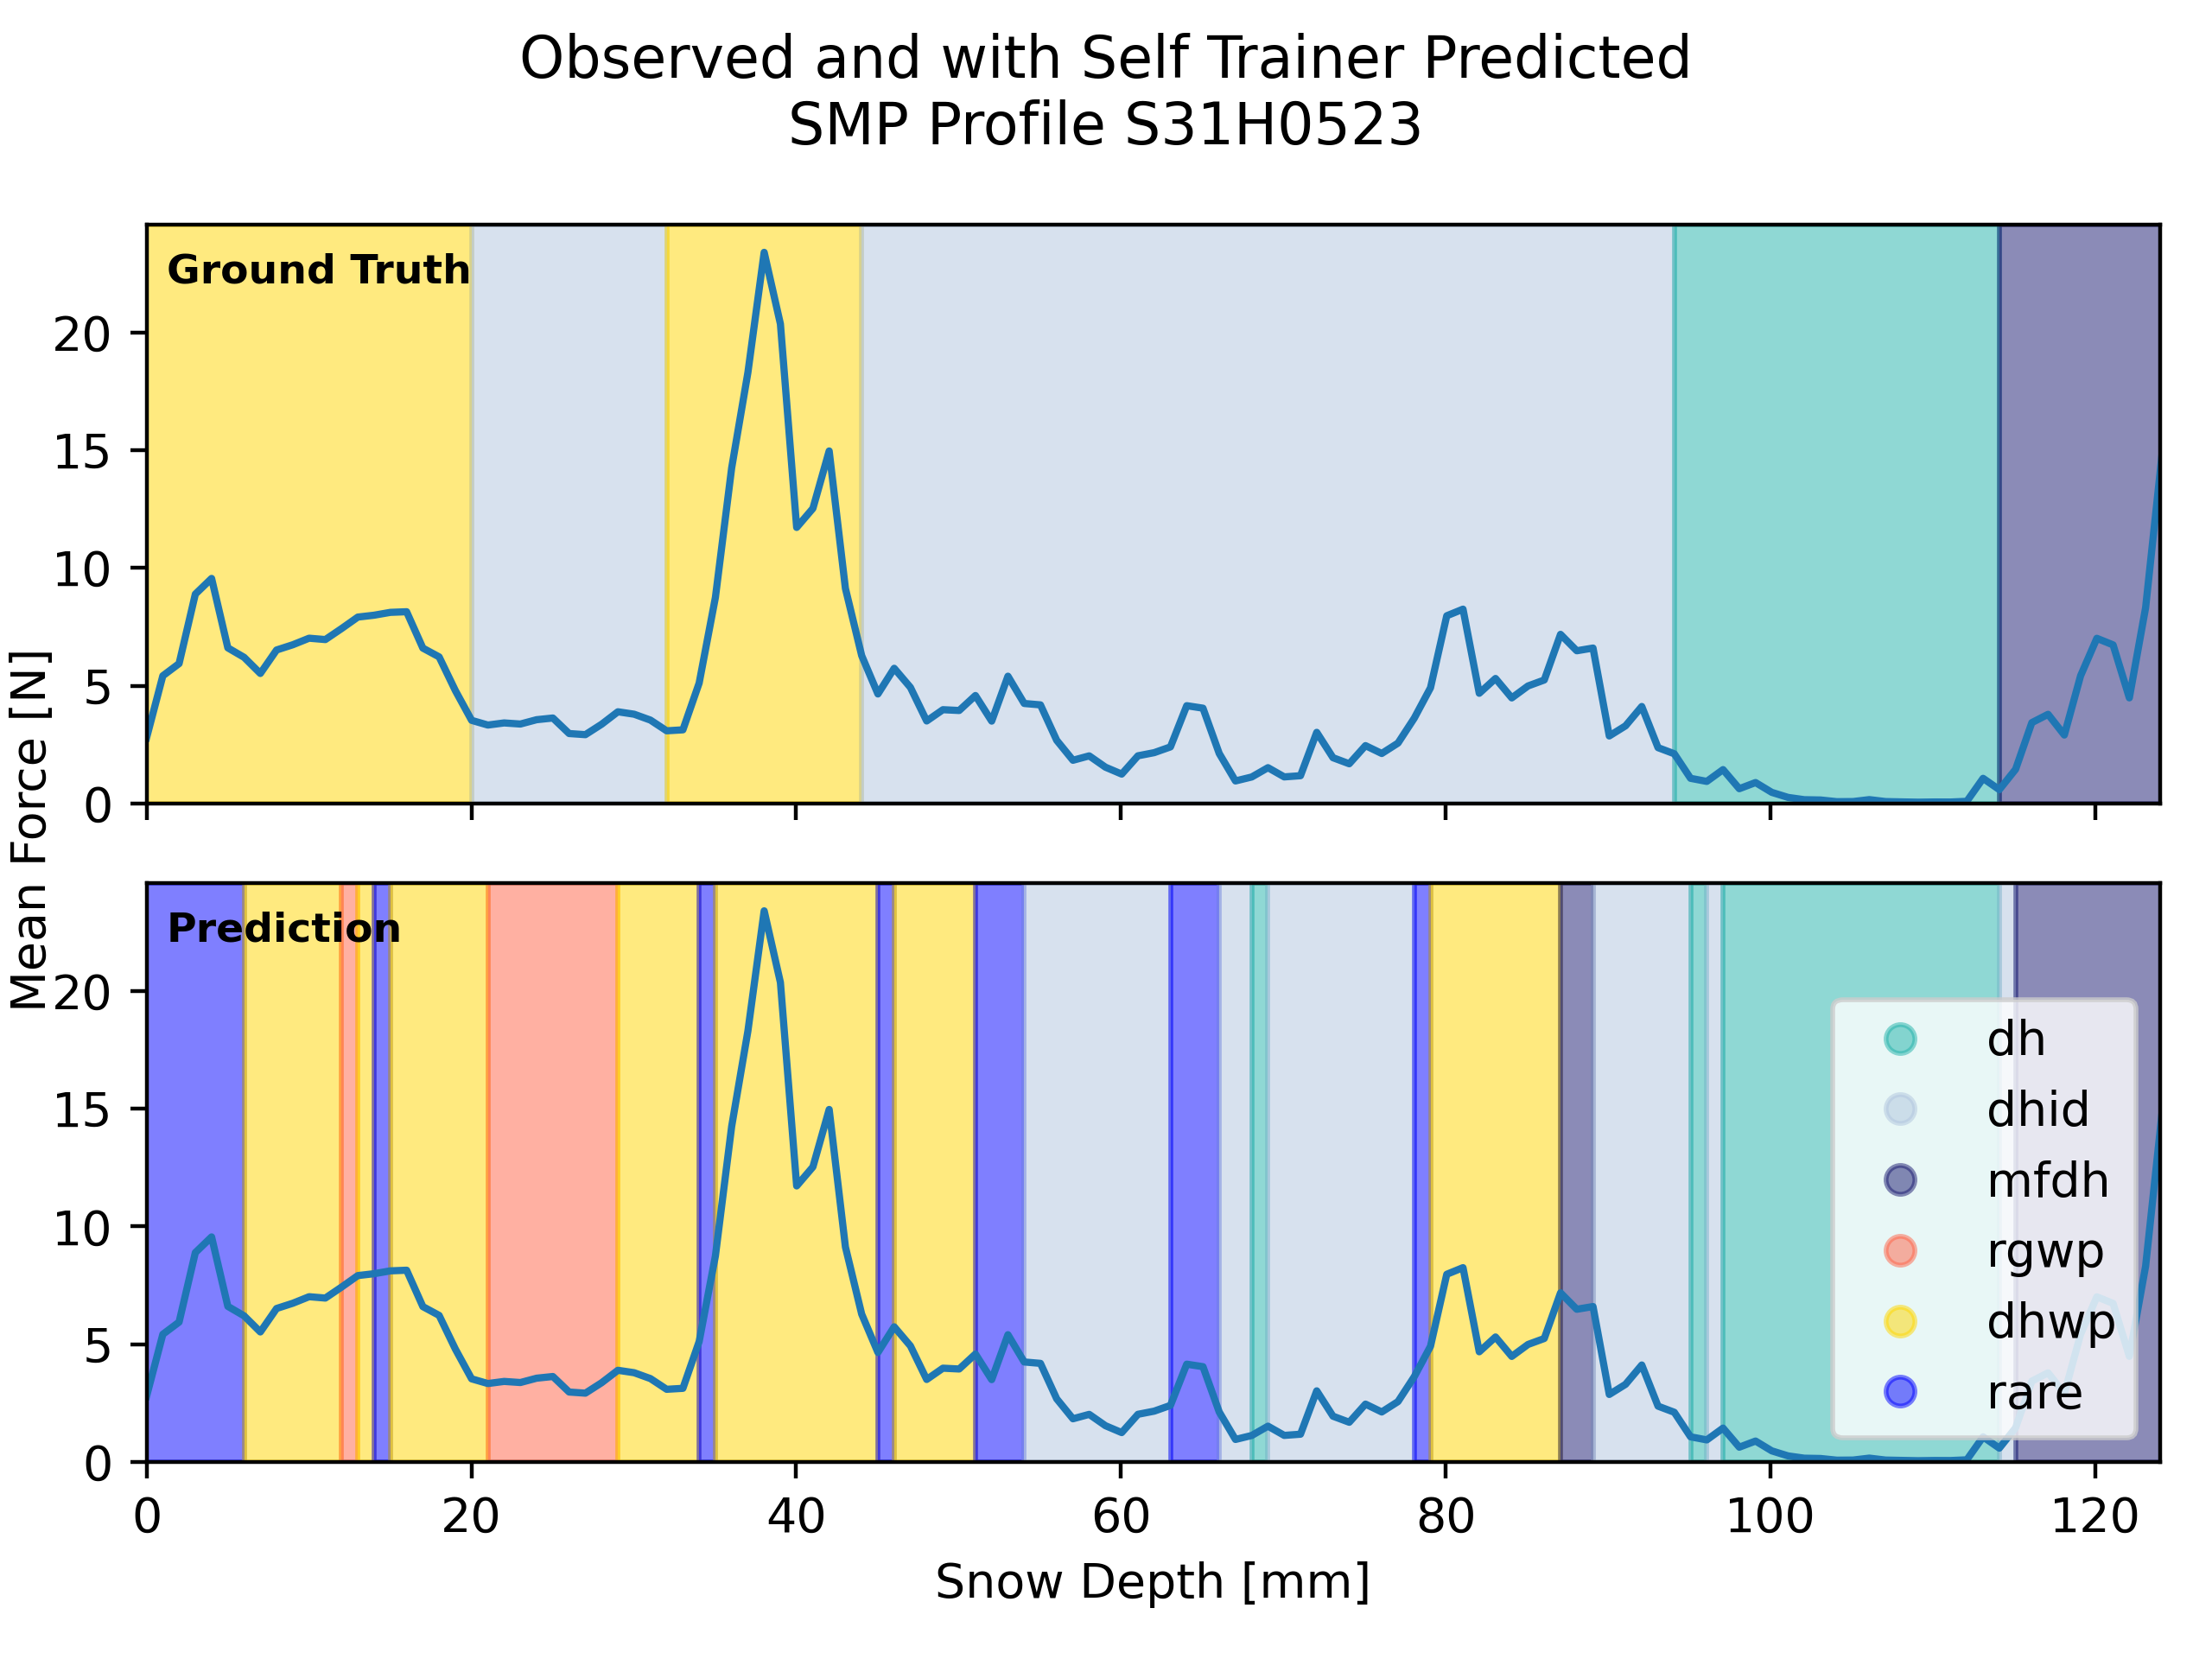 Observed and with Self Trainer Predicted
SMP Profile S31H0523
Mean Force [N]
Ground Truth
20
15
10
5
0
Prediction
20
15
10
5
0
dh
dhid
mfdh
rgwp
dhwp
rare
0 20 40 60 80 100 120
Snow Depth [mm]